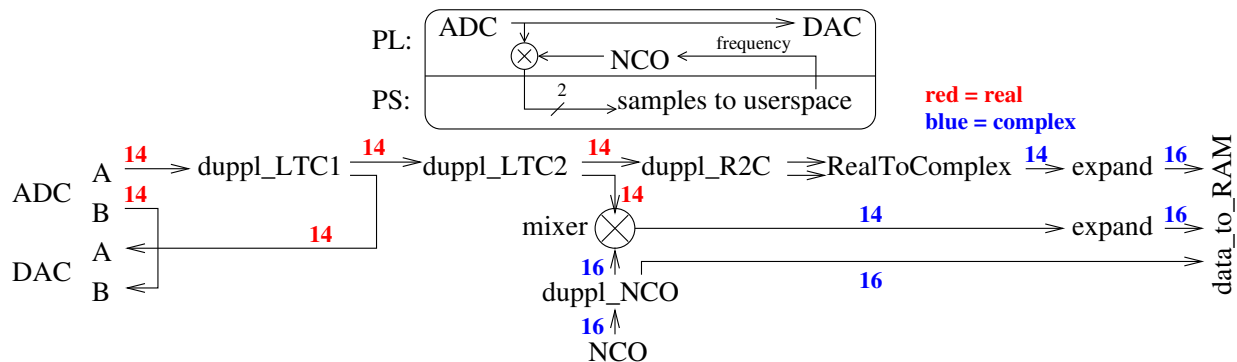 PL: ADC DAC
NCO frequency
PS: 2 samples to userspace
red = real
blue = complex
14 14 14 14 16
A duppl_LTC1 duppl_LTC2 duppl_R2C RealToComplex expand
ADC 14 14
B mixer 14 expand 16
14
A
DAC 16 16
B duppl_NCO
16
NCO
data_to_RAM